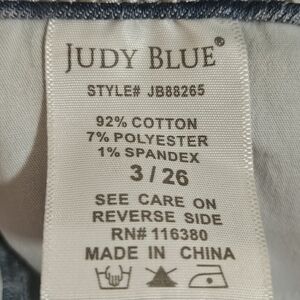 JUDY BLUE®
STYLE# JB88265
92% COTTON
7% POLYESTER
1% SPANDEX
3 / 26
SEE CARE ON
REVERSE SIDE
RN# 116380
MADE IN CHINA